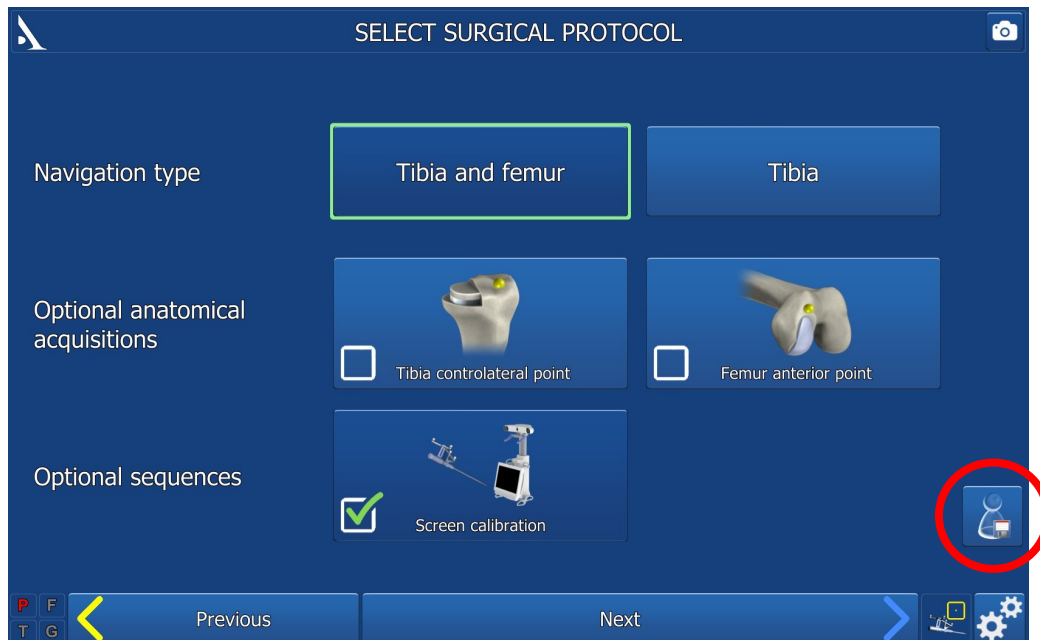 SELECT SURGICAL PROTOCOL
Navigation type
Tibia and femur
Tibia
Optional anatomical
acquisitions
Tibia controlateral point
Femur anterior point
Optional sequences
Screen calibration
P F
T G
Previous
Next